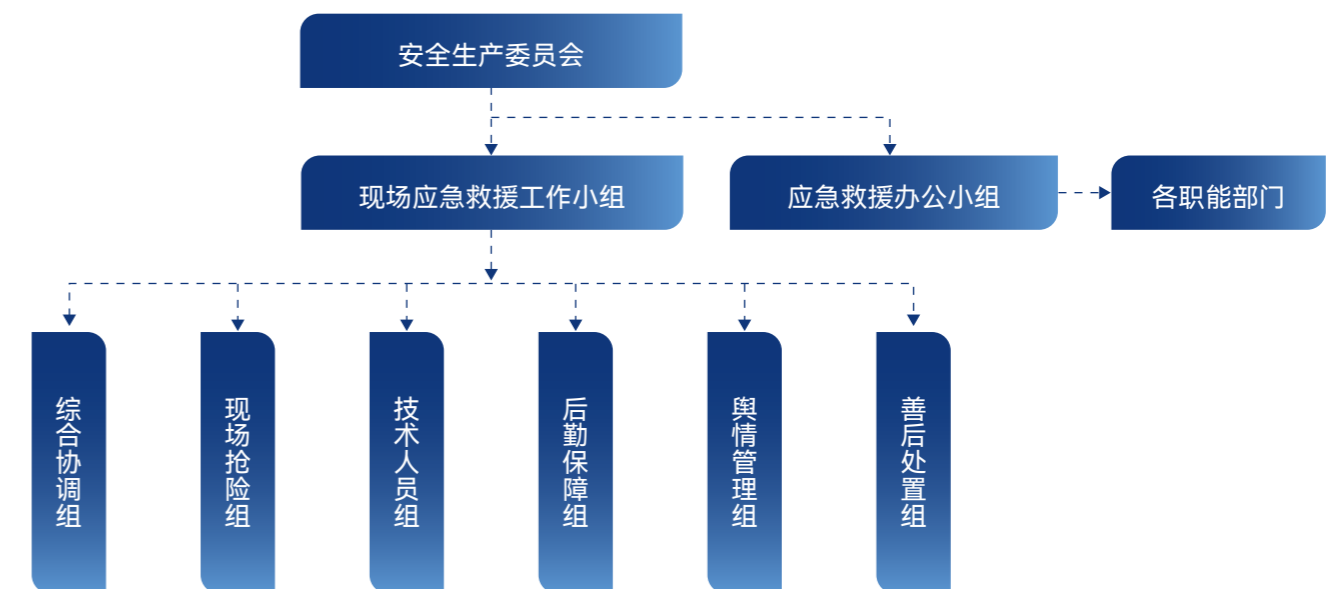 安全生产委员会
现场应急救援工作小组
应急救援办公小组
各职能部门
综合协调组
现场抢险组
技术人员组
后勤保障组
舆情管理组
善后处置组